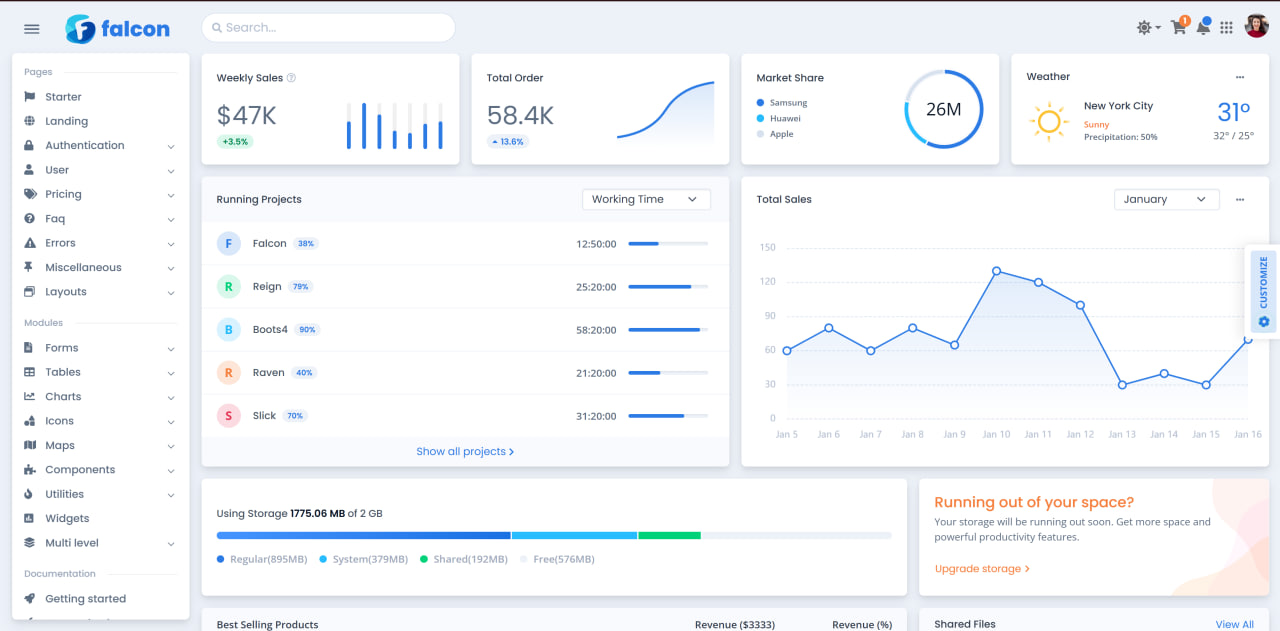 falcon
Search...
1
Pages
Starter
Landing
Authentication
User
Pricing
Faq
Errors
Miscellaneous
Layouts
Modules
Forms
Tables
Charts
Icons
Maps
Components
Utilities
Widgets
Multi level
Documentation
Getting started
Weekly Sales
$47K
+3.5%
Total Order
58.4K
13.6%
Market Share
Samsung
Huawei
Apple
26M
Weather
New York City
Sunny
Precipitation: 50%
31°
32° / 25°
Running Projects
Working Time
F Falcon 38% 12:50:00
R Reign 79% 25:20:00
B Boots4 90% 58:20:00
R Raven 40% 21:20:00
S Slick 70% 31:20:00
Show all projects
Total Sales
January
150
120
90
60
30
0
Jan 5 Jan 6 Jan 7 Jan 8 Jan 9 Jan 10 Jan 11 Jan 12 Jan 13 Jan 14 Jan 15 Jan 16
CUSTOMIZE
Using Storage 1775.06 MB of 2 GB
Regular(895MB) System(379MB) Shared(192MB) Free(576MB)
Running out of your space?
Your storage will be running out soon. Get more space and
powerful productivity features.
Upgrade storage
Best Selling Products Revenue ($3333) Revenue (%)
Shared Files View All